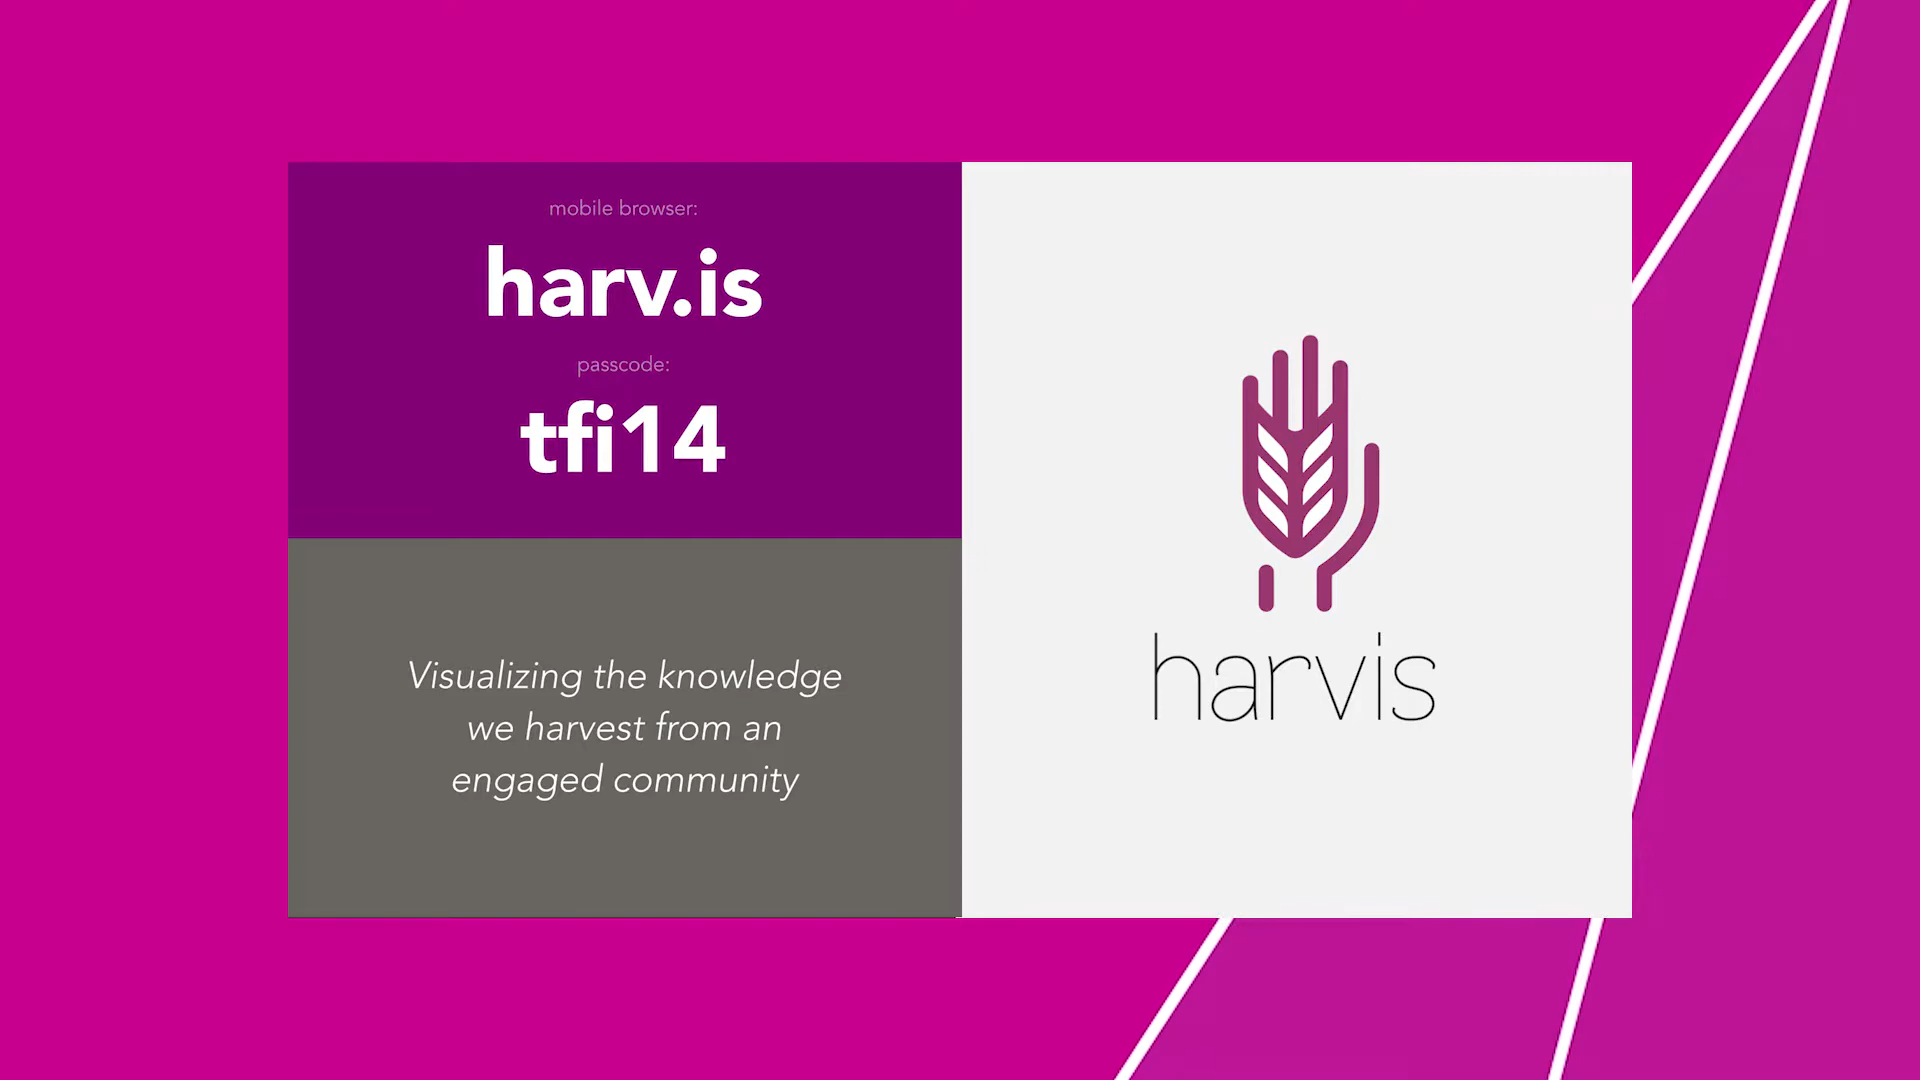 mobile browser:
harv.is
passcode:
tfi14
Visualizing the knowledge
we harvest from an
engaged community
harvis